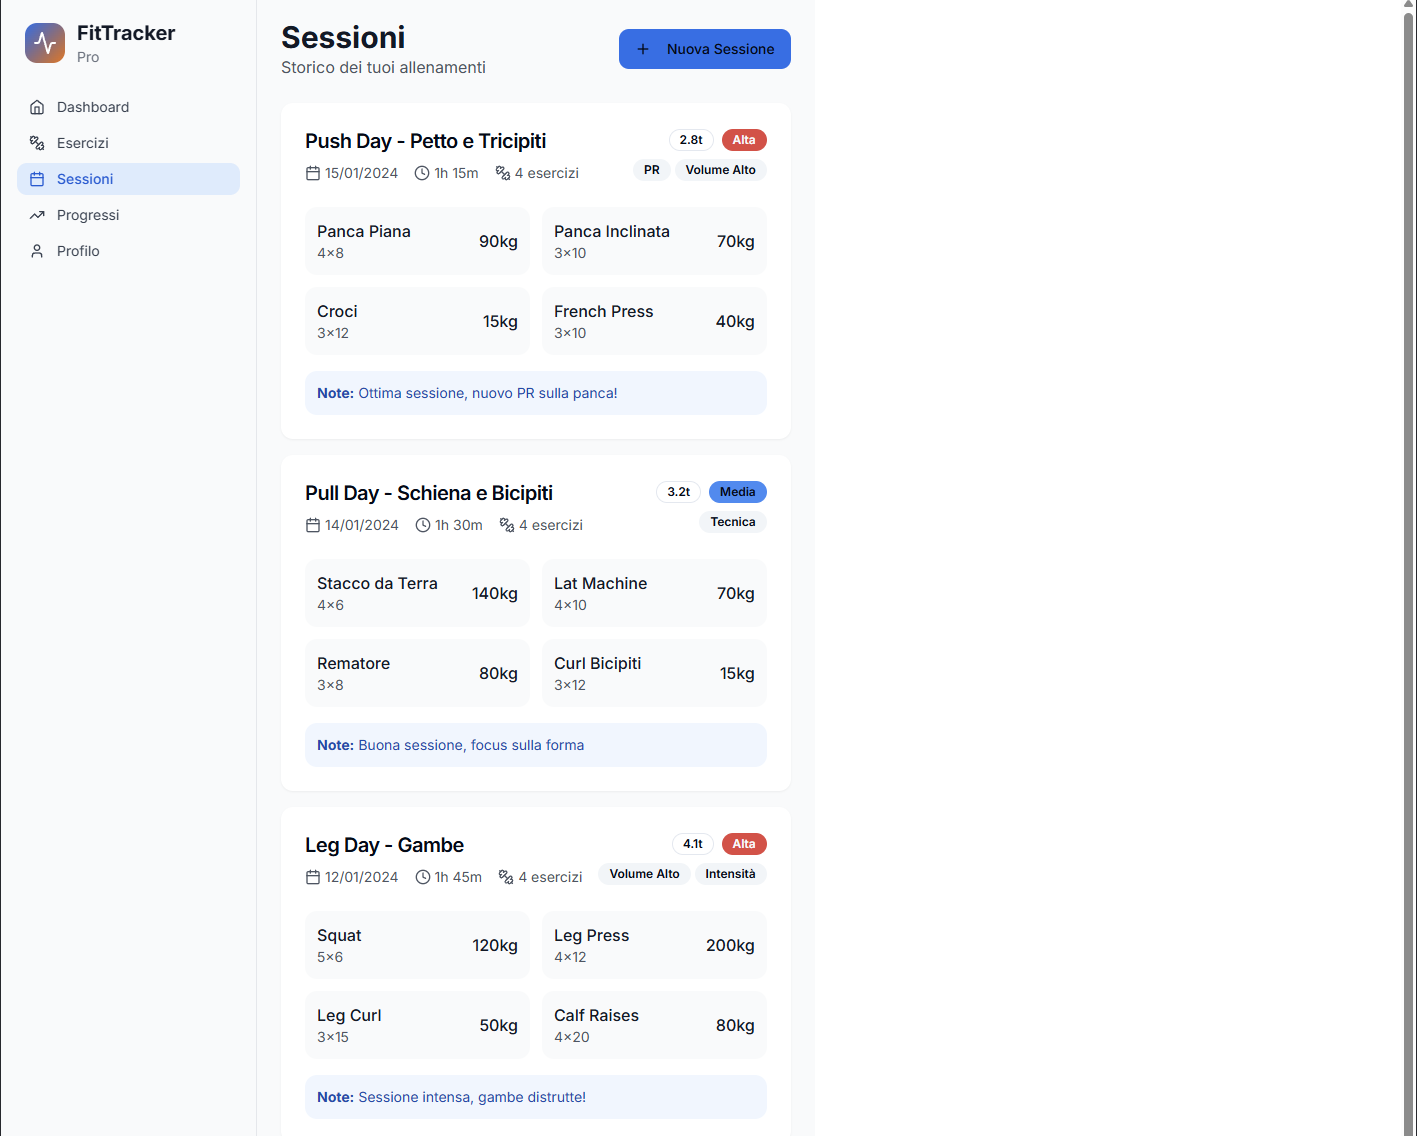 FitTracker
Pro
Dashboard
Esercizi
Sessioni
Progressi
Profilo
Sessioni
Storico dei tuoi allenamenti
Nuova Sessione
Push Day - Petto e Tricipiti
2.8t Alta
15/01/2024 1h 15m 4 esercizi
PR Volume Alto
Panca Piana
4×8
90kg
Panca Inclinata
3×10
70kg
Croci
3×12
15kg
French Press
3×10
40kg
Note: Ottima sessione, nuovo PR sulla panca!
Pull Day - Schiena e Bicipiti
3.2t Media
14/01/2024 1h 30m 4 esercizi
Tecnica
Stacco da Terra
4×6
140kg
Lat Machine
4×10
70kg
Rematore
3×8
80kg
Curl Bicipiti
3×12
15kg
Note: Buona sessione, focus sulla forma
Leg Day - Gambe
4.1t Alta
12/01/2024 1h 45m 4 esercizi
Volume Alto Intensità
Squat
5×6
120kg
Leg Press
4×12
200kg
Leg Curl
3×15
50kg
Calf Raises
4×20
80kg
Note: Sessione intensa, gambe distrutte!